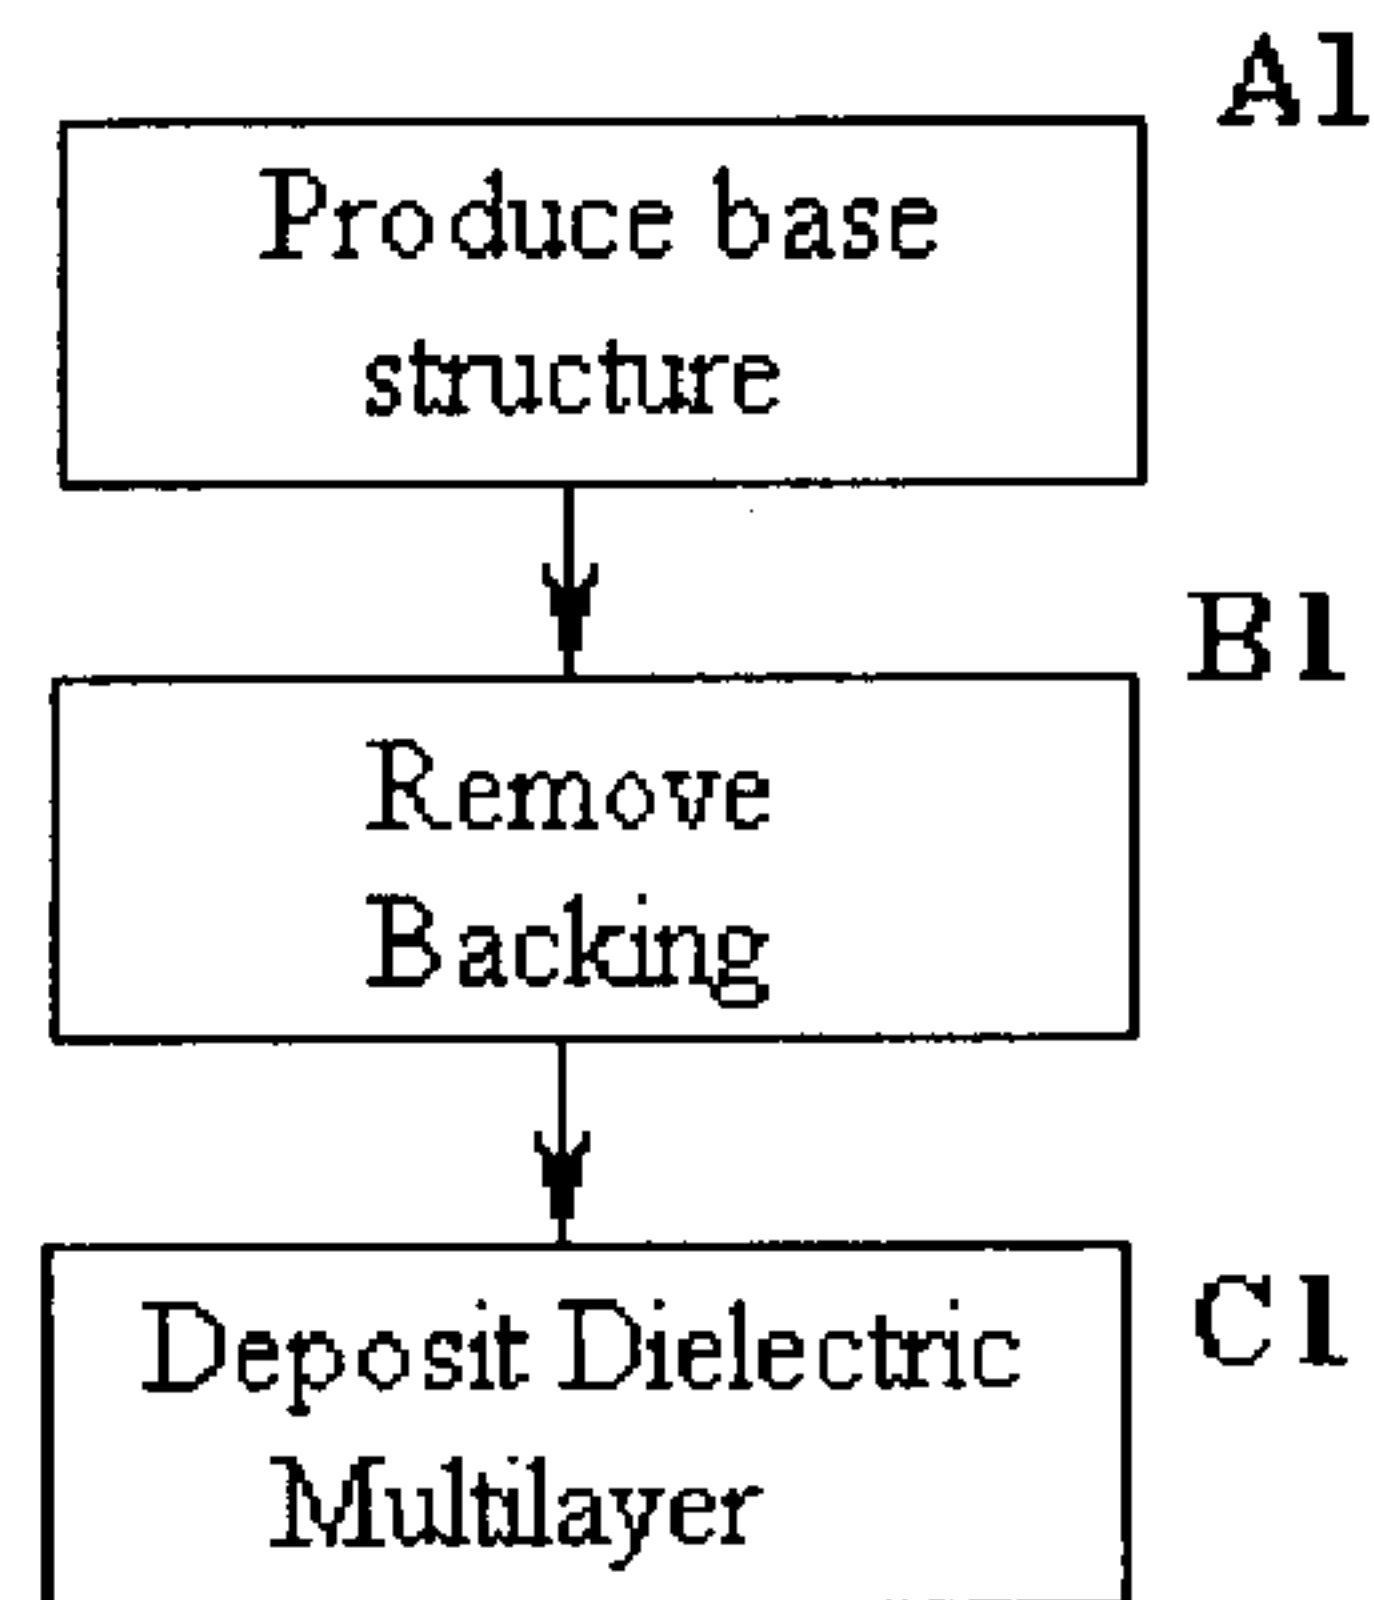 A1
Produce base
structure
B1
Remove
Backing
C1
Deposit Dielectric
Multilayer